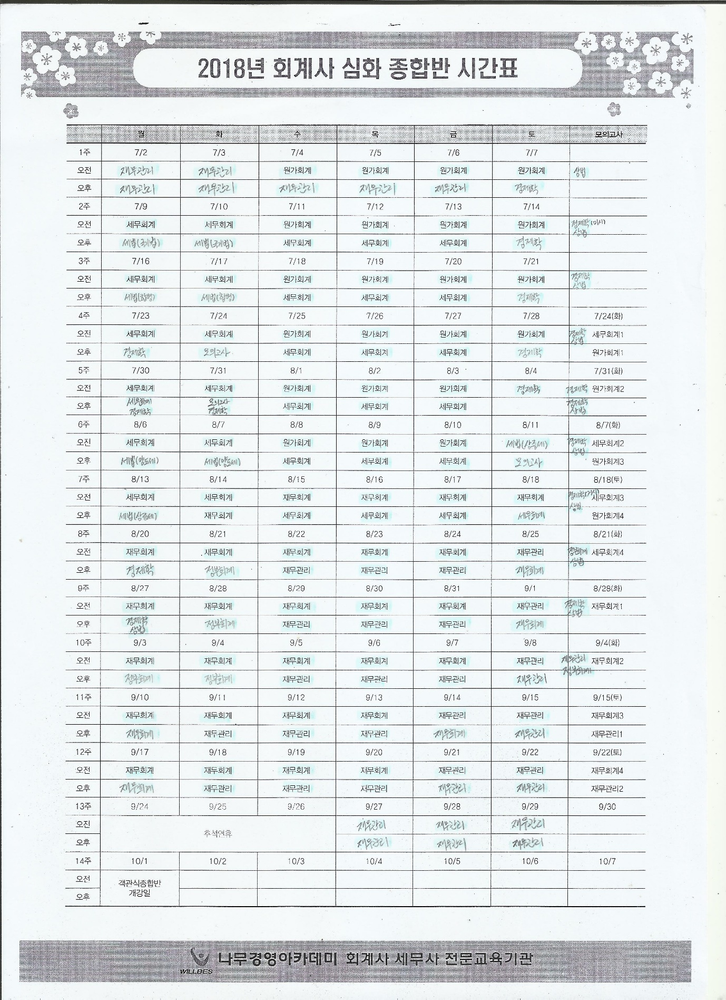 2018년 회계사 심화 종합반 시간표
월 화 수 목 금 토 모의고사
1주 7/2 7/3 7/4 7/5 7/6 7/7
오전 재무관리 재무관리 원가회계 원가회계 원가회계 원가회계 상법
오후 재무관리 재무관리 재무관리 재무관리 재무관리 경제학
2주 7/9 7/10 7/11 7/12 7/13 7/14
오전 세무회계 세무회계 원가회계 원가회계 원가회계 원가회계 경제학(미시)
상법
오후 세법(국기법) 세법(국기법) 세무회계 세무회계 세무회계 경제학
3주 7/16 7/17 7/18 7/19 7/20 7/21
오전 세무회계 세무회계 원가회계 원가회계 원가회계 원가회계 경제학
상법
오후 세법(합병) 세법(합병) 세무회계 세무회계 세무회계 경제학
4주 7/23 7/24 7/25 7/26 7/27 7/28 7/24(화)
오전 세무회계 세무회계 원가회계 원가회계 원가회계 원가회계 경제학 세무회계1
상법
오후 경제학 모의고사 세무회계 세무회계 세무회계 경제학 원가회계1
5주 7/30 7/31 8/1 8/2 8/3 8/4 7/31(화)
오전 세무회계 세무회계 원가회계 원가회계 원가회계 경제학 경제학 원가회계2
세무회계 모의고사 경제학
오후 경제학 경제학 세무회계 세무회계 세무회계 상법
6주 8/6 8/7 8/8 8/9 8/10 8/11 8/7(화)
오전 세무회계 세무회계 원가회계 원가회계 원가회계 세법(상증세) 경제학 세무회계2
상법
오후 세법(양도세) 세법(양도세) 세무회계 세무회계 세무회계 모의고사 원가회계3
7주 8/13 8/14 8/15 8/16 8/17 8/18 8/18(토)
오전 세무회계 세무회계 재무회계 재무회계 재무회계 재무회계 경제학(거시) 세무회계3
상법
오후 세법(상증세) 재무회계 세무회계 세무회계 세무회계 세무회계 원가회계4
8주 8/20 8/21 8/22 8/23 8/24 8/25 8/21(화)
오전 재무회계 세무회계 세무회계 재무회계 재무회계 재무관리 정부회계 세무회계4
상법
오후 경제학 정부회계 재무관리 재무관리 재무관리 재무회계
9주 8/27 8/28 8/29 8/30 8/31 9/1 8/28(화)
오전 재무회계 재무회계 재무회계 재무회계 재무회계 재무관리 경제학 재무회계1
상법
경제학
오후 상법 정부회계 재무관리 재무관리 재무관리 재무회계
10주 9/3 9/4 9/5 9/6 9/7 9/8 9/4(화)
오전 재무회계 재무회계 재무회계 재무회계 재무회계 재무관리 재무관리 재무회계2
정부회계
오후 정부회계 정부회계 재무관리 재무관리 재무관리 재무관리
11주 9/10 9/11 9/12 9/13 9/14 9/15 9/15(토)
오전 재무회계 재무회계 재무회계 재무회계 재무관리 재무관리 재무회계3
오후 재무회계 재무관리 재무관리 재무관리 재무회계 재무관리 재무관리1
12주 9/17 9/18 9/19 9/20 9/21 9/22 9/22(토)
오전 재무회계 재무회계 재무회계 재무회계 재무관리 재무관리 재무회계4
오후 재무회계 재무관리 재무관리 재무관리 재무관리 재무관리 재무관리2
13주 9/24 9/25 9/26 9/27 9/28 9/29 9/30
오전 재무관리 재무관리 재무관리
추석연휴
오후 재무관리 재무관리 재무관리
14주 10/1 10/2 10/3 10/4 10/5 10/6 10/7
오전 객관식종합반
오후 개강일
WILLBES 나무경영아카데미 회계사 세무사 전문교육기관